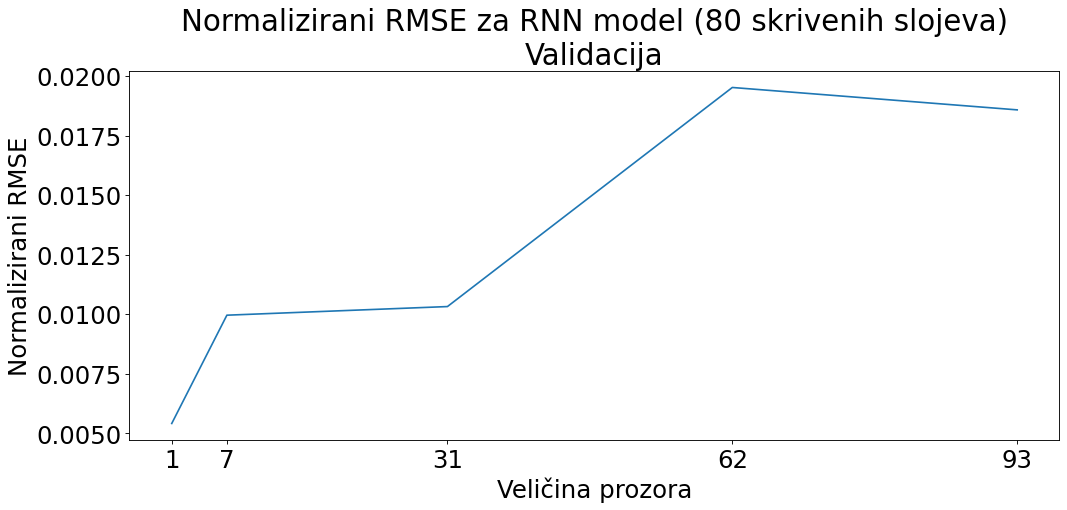 Normalizirani RMSE za RNN model (80 skrivenih slojeva)
Validacija
Normalizirani RMSE
0.0200
0.0175
0.0150
0.0125
0.0100
0.0075
0.0050
1 7 31 62 93
Veličina prozora